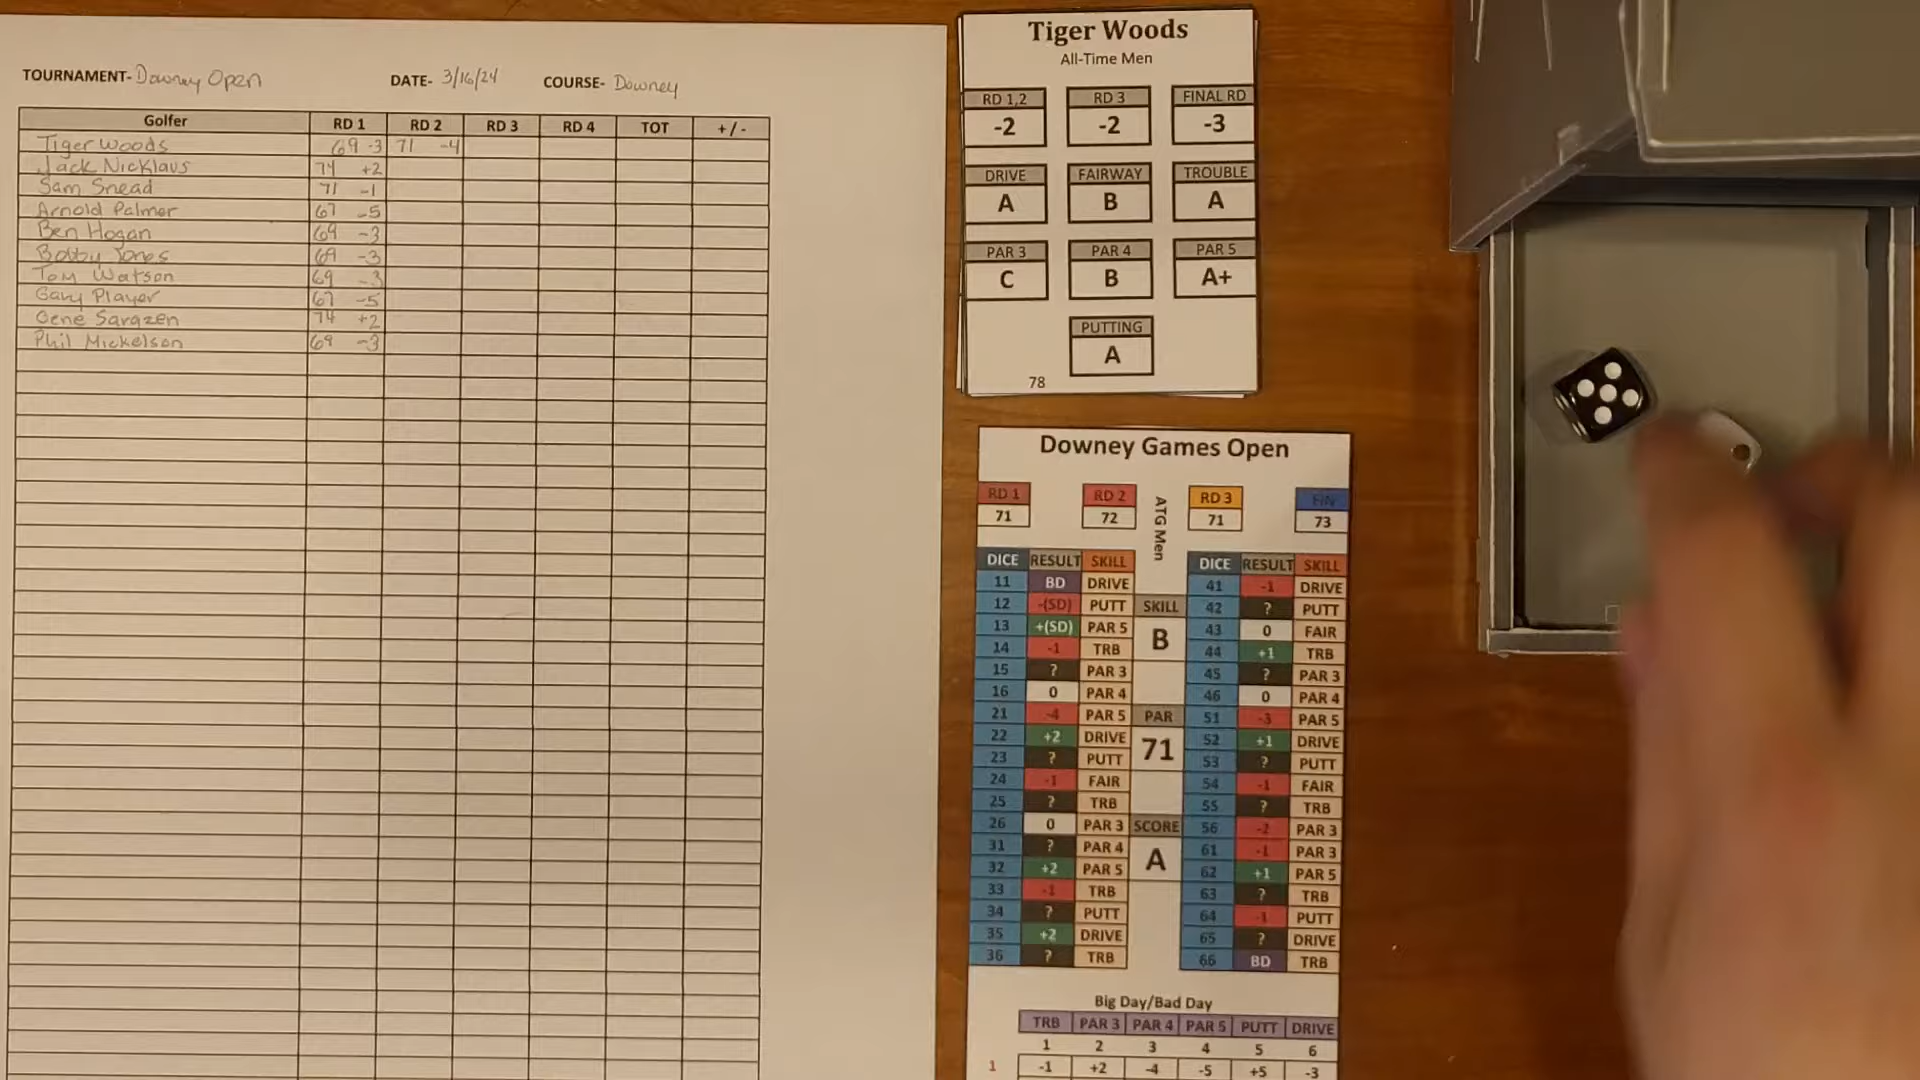 TOURNAMENT- Downey Open DATE- 3/16/24 COURSE- Downey
Golfer RD 1 RD 2 RD 3 RD 4 TOT +/-
Tiger Woods 69 -3 71 -4
Jack Nicklaus 74 +2
Sam Snead 71 -1
Arnold Palmer 67 -5
Ben Hogan 69 -3
Bobby Jones 69 -3
Tom Watson 69 -3
Gary Player 67 -5
Gene Sarazen 74 +2
Phil Mickelson 69 -3
Tiger Woods
All-Time Men
RD 1,2 RD 3 FINAL RD
-2 -2 -3
DRIVE FAIRWAY TROUBLE
A B A
PAR 3 PAR 4 PAR 5
C B A+
PUTTING
A
78
Downey Games Open
RD 1 RD 2 RD 3 FIN
71 72 71 73
ATG Men
DICE RESULT SKILL DICE RESULT SKILL
11 BD DRIVE 41 -1 DRIVE
12 -(SD) PUTT SKILL 42 ? PUTT
13 +(SD) PAR 5 B 43 0 FAIR
14 -1 TRB 44 +1 TRB
15 ? PAR 3 45 ? PAR 3
16 0 PAR 4 46 0 PAR 4
21 -4 PAR 5 PAR 51 -3 PAR 5
22 +2 DRIVE 71 52 +1 DRIVE
23 ? PUTT 53 ? PUTT
24 -1 FAIR 54 -1 FAIR
25 ? TRB 55 ? TRB
26 0 PAR 3 SCORE 56 -2 PAR 3
31 ? PAR 4 A 61 -1 PAR 3
32 +2 PAR 5 62 +1 PAR 5
33 -1 TRB 63 ? TRB
34 ? PUTT 64 -1 PUTT
35 +2 DRIVE 65 ? DRIVE
36 ? TRB 66 BD TRB
Big Day/Bad Day
TRB PAR 3 PAR 4 PAR 5 PUTT DRIVE
1 2 3 4 5 6
1 -1 +2 -4 -5 +5 -3